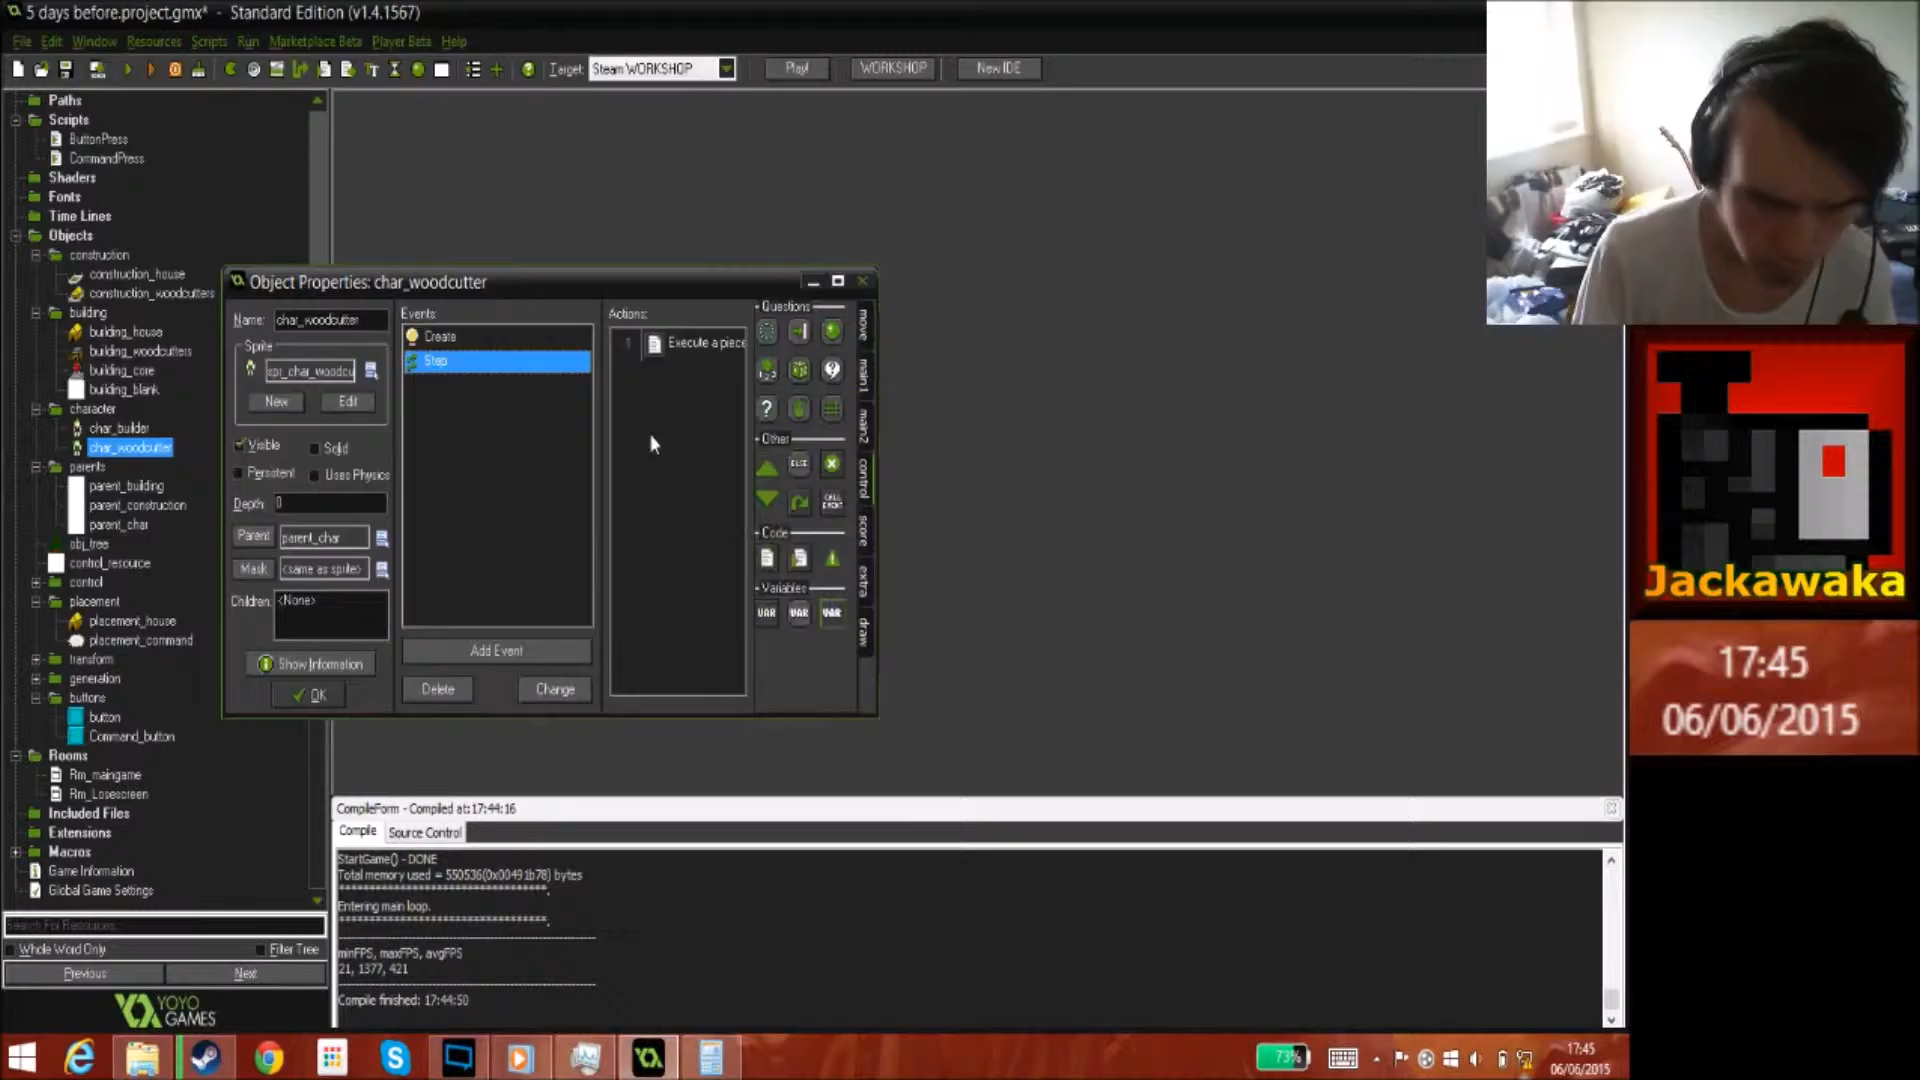 5 days before.project.gmx* - Standard Edition (v1.4.1567)
File Edit Window Resources Scripts Run Marketplace Beta Player Beta Help
Target: Steam WORKSHOP Play! WORKSHOP New IDE
Paths
Scripts
ButtonPress
CommandPress
Shaders
Fonts
Time Lines
Objects
construction
construction_house
construction_woodcutters
building
building_house
building_woodcutters
building_core
building_blank
character
char_builder
char_woodcutter
parents
parent_building
parent_construction
parent_char
obj_tree
control_resource
control
placement
placement_house
placement_command
transform
generation
buttons
button
Command_button
Rooms
Rm_maingame
Rm_Losescreen
Included Files
Extensions
Macros
Game Information
Global Game Settings
Search For Resources
Whole Word Only Filter Tree
Previous Next
YOYO
GAMES
Object Properties: char_woodcutter
Name: char_woodcutter
Sprite
spr_char_woodcu
New Edit
Visible Solid
Persistent Uses Physics
Depth: 0
Parent parent_char
Mask <same as sprite>
Children: <None>
Show Information
OK
Events:
Create
Step
Add Event
Delete Change
Actions:
1 Execute a piece
Questions
Other
ELSE
CALL EVENT
Code
Variables
VAR VAR VAR
move
main1
main2
control
score
extra
draw
CompileForm - Compiled at:17:44:16
Compile Source Control
StartGame() - DONE
Total memory used = 550536(0x00491b78) bytes
**********************************.
Entering main loop.
**********************************.
minFPS, maxFPS, avgFPS
21, 1377, 421
Compile finished: 17:44:50
Jackawaka
17:45
06/06/2015
73%
17:45
06/06/2015